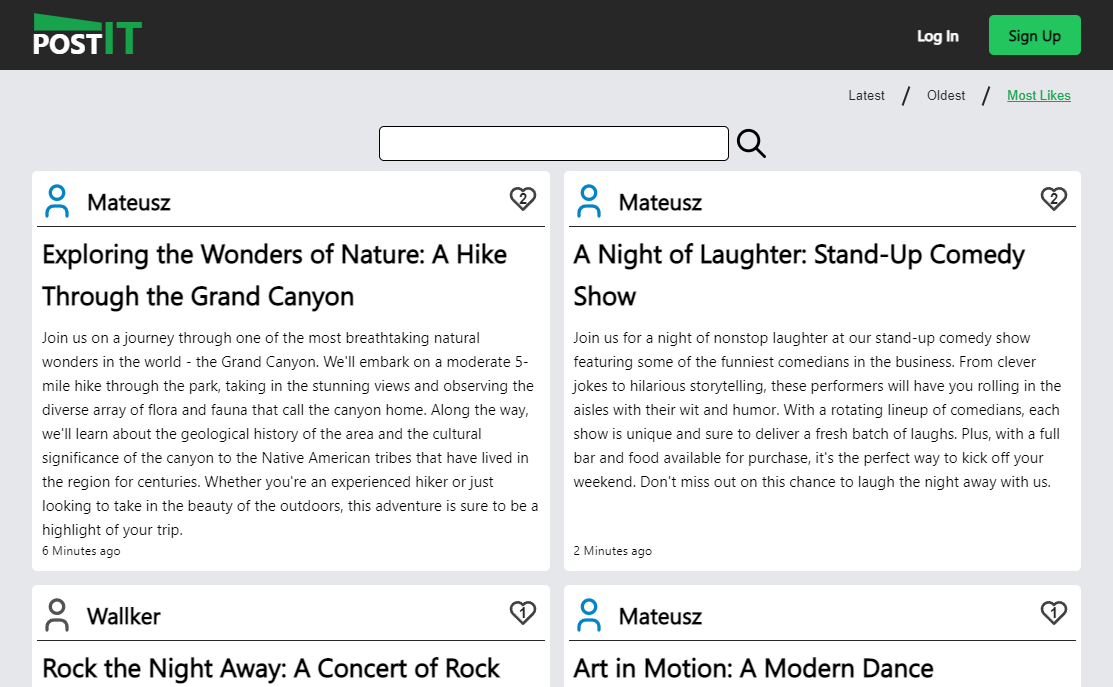 POSTIT
Log In
Sign Up
Latest / Oldest / Most Likes
Mateusz
2
Exploring the Wonders of Nature: A Hike
Through the Grand Canyon
Join us on a journey through one of the most breathtaking natural
wonders in the world - the Grand Canyon. We'll embark on a moderate 5-
mile hike through the park, taking in the stunning views and observing the
diverse array of flora and fauna that call the canyon home. Along the way,
we'll learn about the geological history of the area and the cultural
significance of the canyon to the Native American tribes that have lived in
the region for centuries. Whether you're an experienced hiker or just
looking to take in the beauty of the outdoors, this adventure is sure to be a
highlight of your trip.
6 Minutes ago
Mateusz
2
A Night of Laughter: Stand-Up Comedy
Show
Join us for a night of nonstop laughter at our stand-up comedy show
featuring some of the funniest comedians in the business. From clever
jokes to hilarious storytelling, these performers will have you rolling in the
aisles with their wit and humor. With a rotating lineup of comedians, each
show is unique and sure to deliver a fresh batch of laughs. Plus, with a full
bar and food available for purchase, it's the perfect way to kick off your
weekend. Don't miss out on this chance to laugh the night away with us.
2 Minutes ago
Wallker
1
Rock the Night Away: A Concert of Rock
Mateusz
1
Art in Motion: A Modern Dance